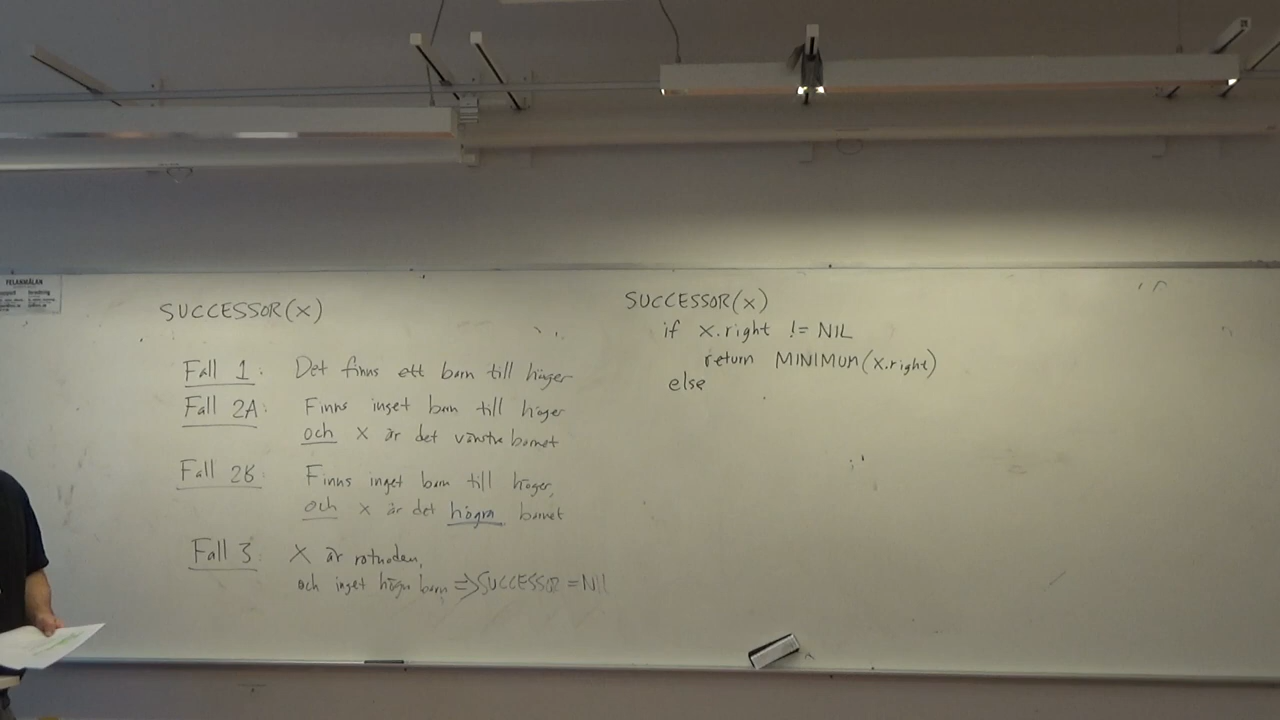 FELANMÄLAN
SUCCESSOR(x)
Fall 1: Det finns ett barn till höger
Fall 2A: Finns inget barn till höger
och x är det vänstra barnet
Fall 2B: Finns inget barn till höger,
och x är det högra barnet
Fall 3: X är rotnoden,
och inget högra barn => SUCCESSOR = NIL
SUCCESSOR(x)
if x.right != NIL
return MINIMUM(x.right)
else